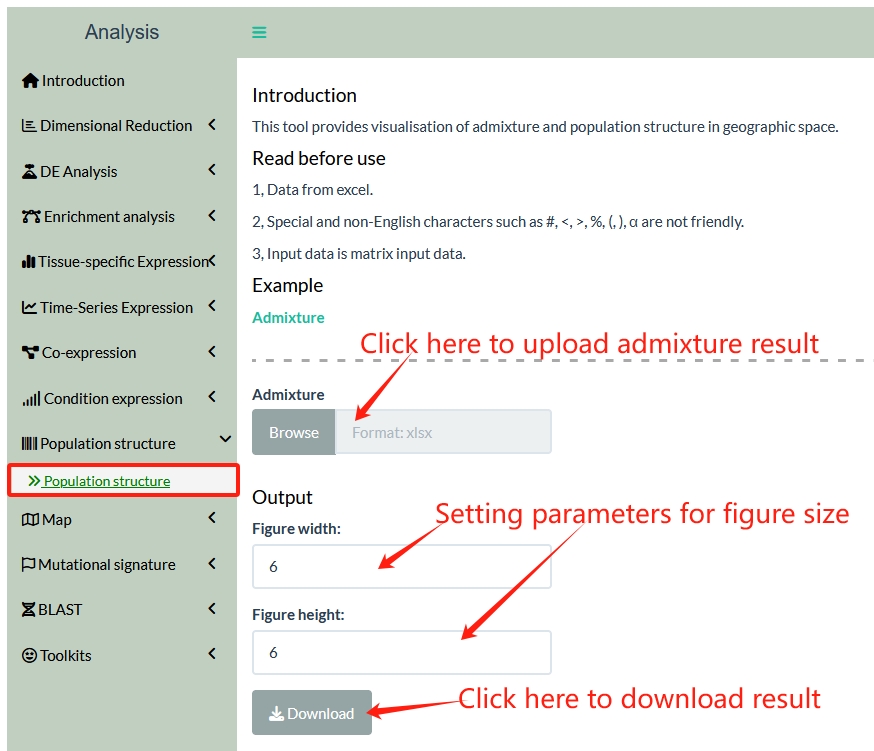 Analysis
Introduction
Dimensional Reduction
DE Analysis
Enrichment analysis
Tissue-specific Expression
Time-Series Expression
Co-expression
Condition expression
Population structure
Population structure
Map
Mutational signature
BLAST
Toolkits
Introduction
This tool provides visualisation of admixture and population structure in geographic space.
Read before use
1, Data from excel.
2, Special and non-English characters such as #, <, >, %, (, ), α are not friendly.
3, Input data is matrix input data.
Example
Admixture
Click here to upload admixture result
Admixture
Browse Format: xlsx
Output
Setting parameters for figure size
Figure width:
6
Figure height:
6
Click here to download result
Download